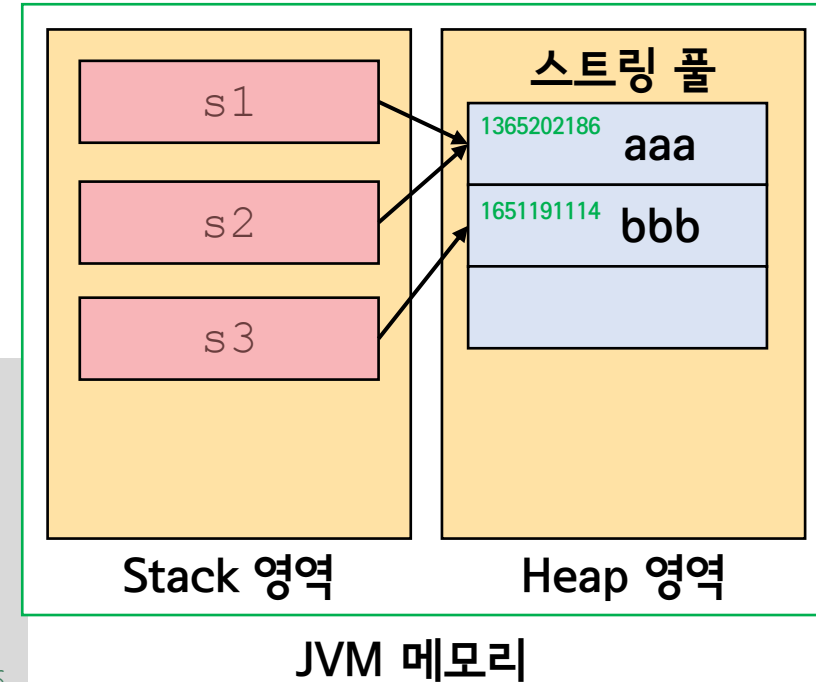 스트링 풀
s1
1365202186 aaa
s2
1651191114 bbb
s3
Stack 영역
Heap 영역
JVM 메모리